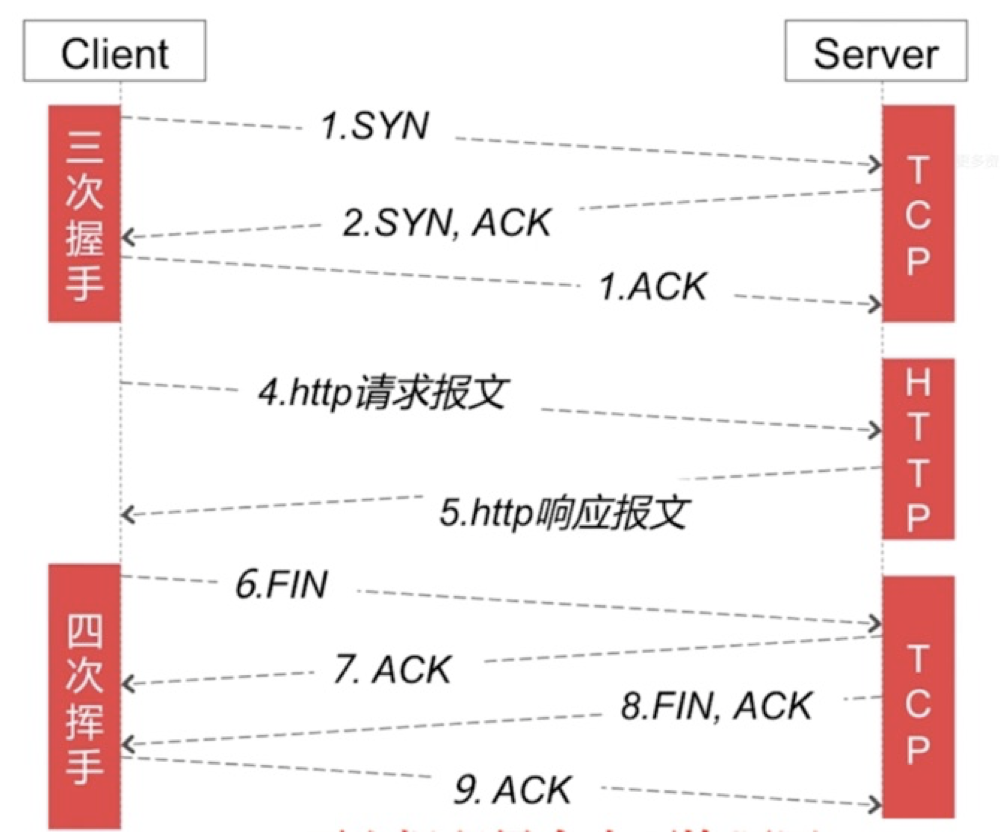 Client
Server
三次握手
1.SYN
TCP
2.SYN, ACK
1.ACK
4.http请求报文
HTTP
5.http响应报文
四次挥手
6.FIN
TCP
7. ACK
8.FIN, ACK
9. ACK